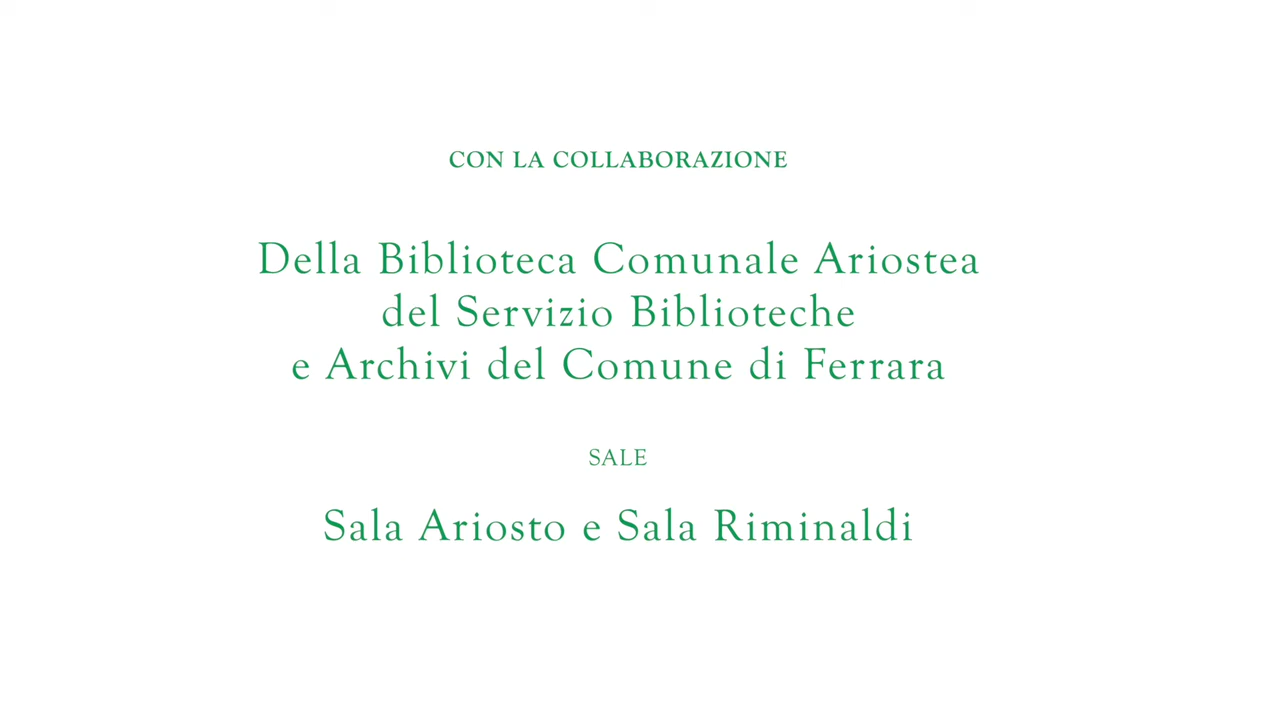 CON LA COLLABORAZIONE
Della Biblioteca Comunale Ariostea
del Servizio Biblioteche
e Archivi del Comune di Ferrara
SALE
Sala Ariosto e Sala Riminaldi